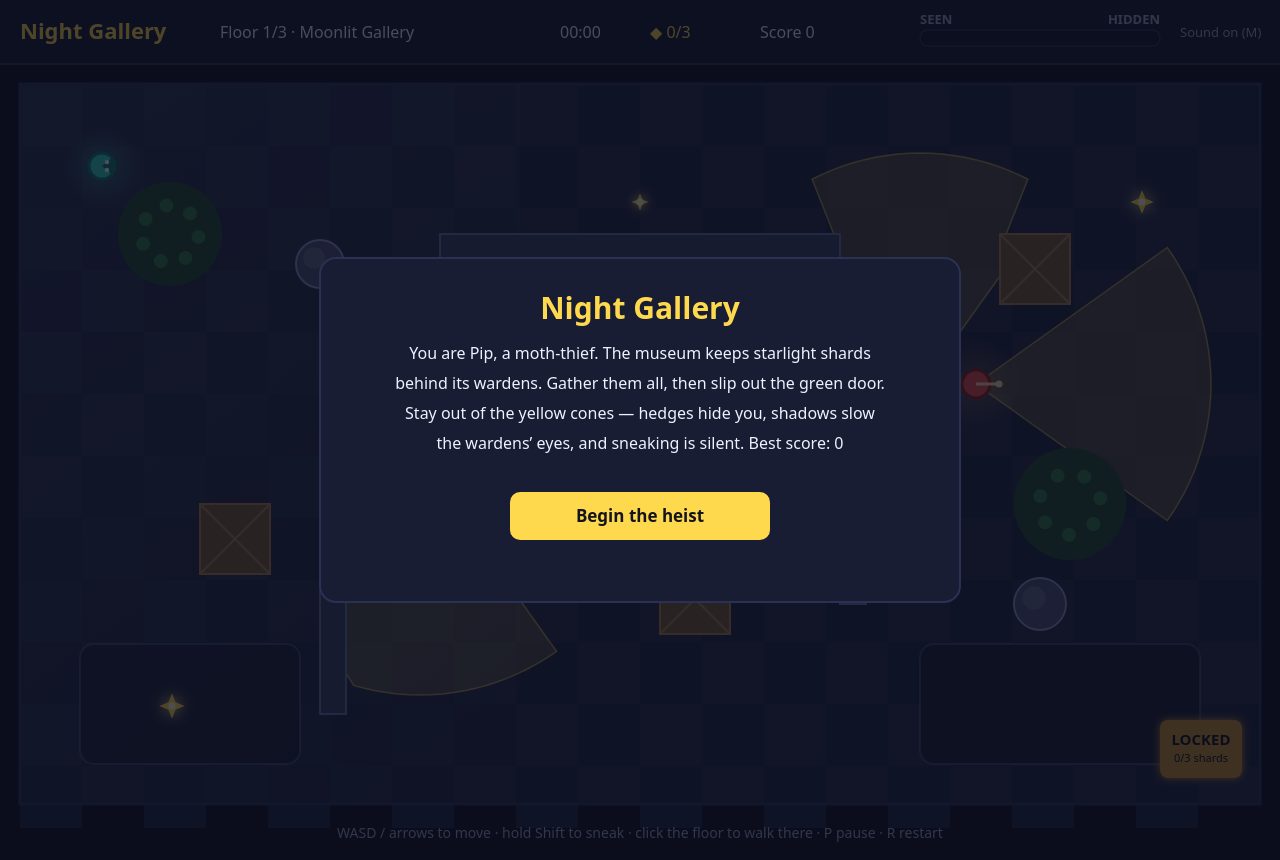 Night Gallery
Floor 1/3 · Moonlit Gallery
00:00
◆ 0/3
Score 0
SEEN
HIDDEN
Sound on (M)
Night Gallery
You are Pip, a moth-thief. The museum keeps starlight shards
behind its wardens. Gather them all, then slip out the green door.
Stay out of the yellow cones — hedges hide you, shadows slow
the wardens’ eyes, and sneaking is silent. Best score: 0
Begin the heist
LOCKED
0/3 shards
WASD / arrows to move · hold Shift to sneak · click the floor to walk there · P pause · R restart